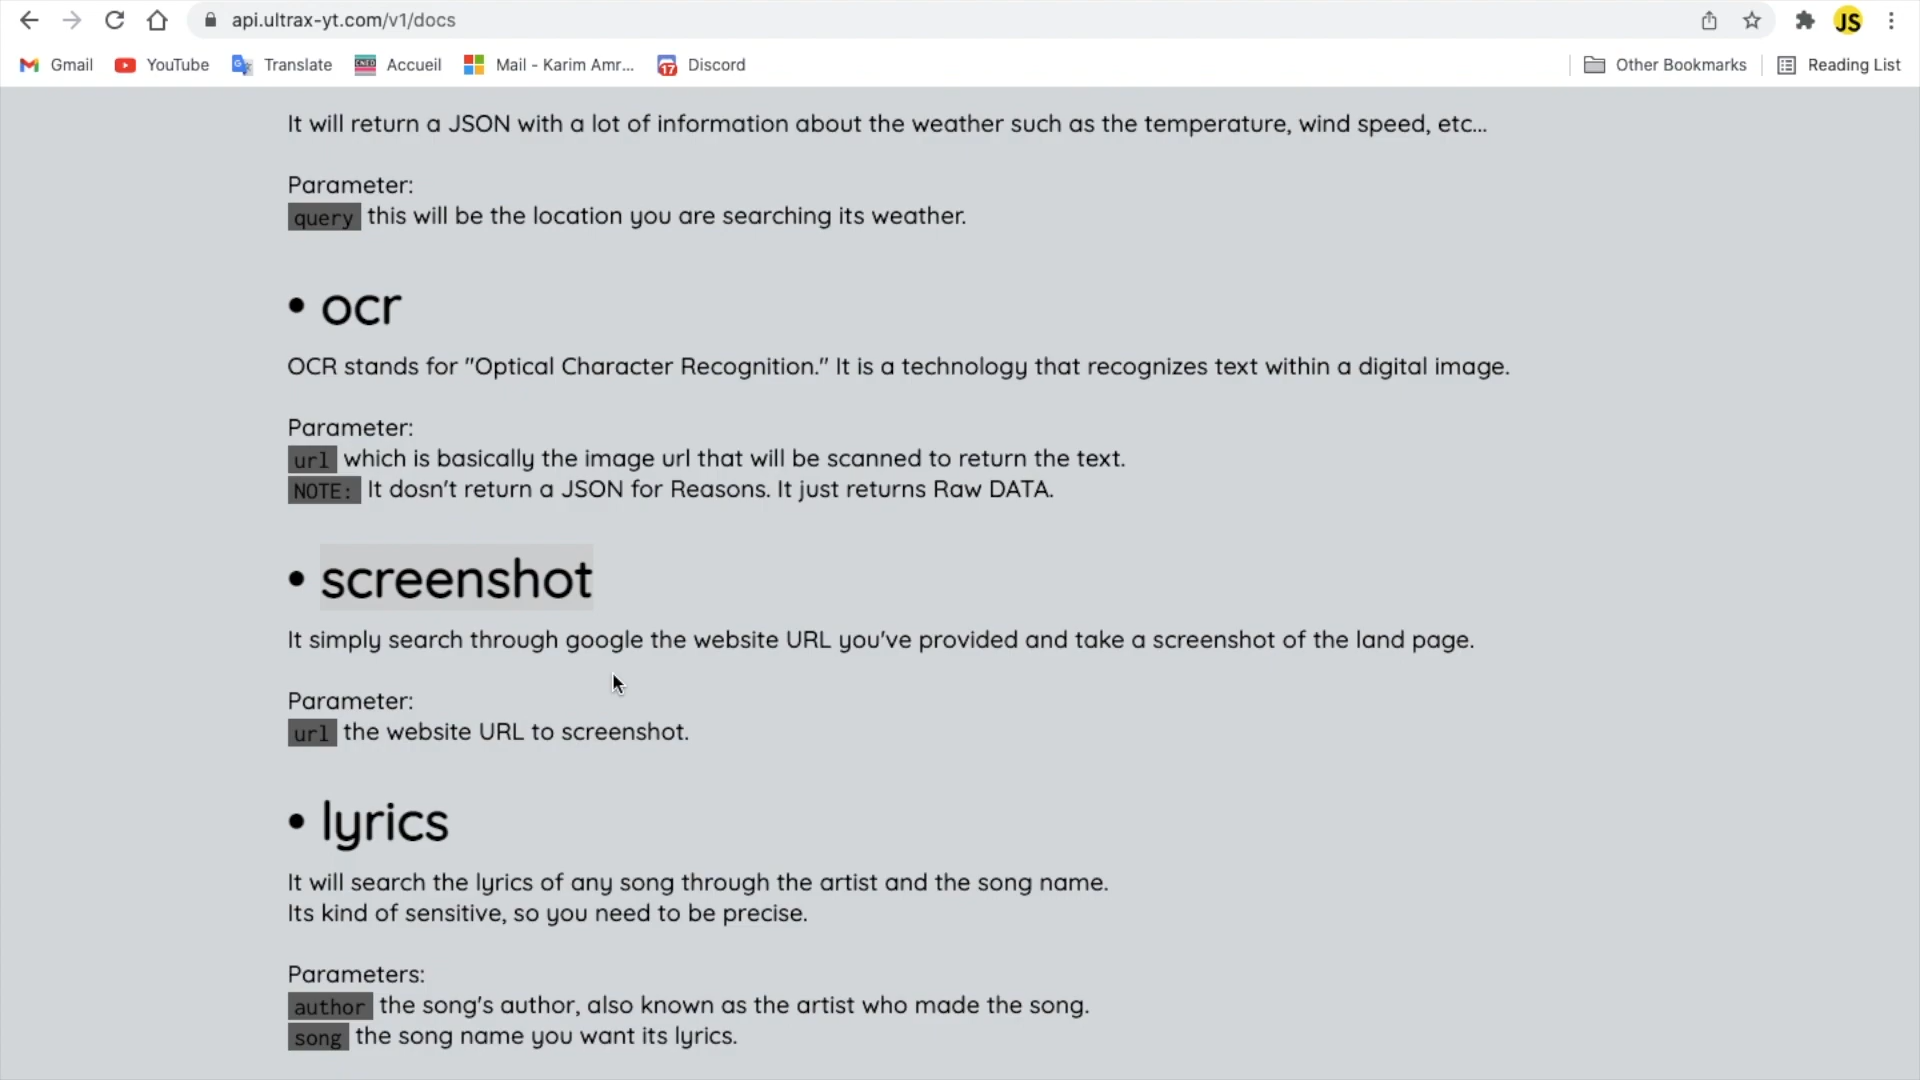 api.ultrax-yt.com/v1/docs
JS
Gmail YouTube Translate CNED Accueil Mail - Karim Amr... 17 Discord Other Bookmarks Reading List
It will return a JSON with a lot of information about the weather such as the temperature, wind speed, etc...
Parameter:
query this will be the location you are searching its weather.
• ocr
OCR stands for "Optical Character Recognition." It is a technology that recognizes text within a digital image.
Parameter:
url which is basically the image url that will be scanned to return the text.
NOTE: It dosn't return a JSON for Reasons. It just returns Raw DATA.
• screenshot
It simply search through google the website URL you've provided and take a screenshot of the land page.
Parameter:
url the website URL to screenshot.
• lyrics
It will search the lyrics of any song through the artist and the song name.
Its kind of sensitive, so you need to be precise.
Parameters:
author the song's author, also known as the artist who made the song.
song the song name you want its lyrics.